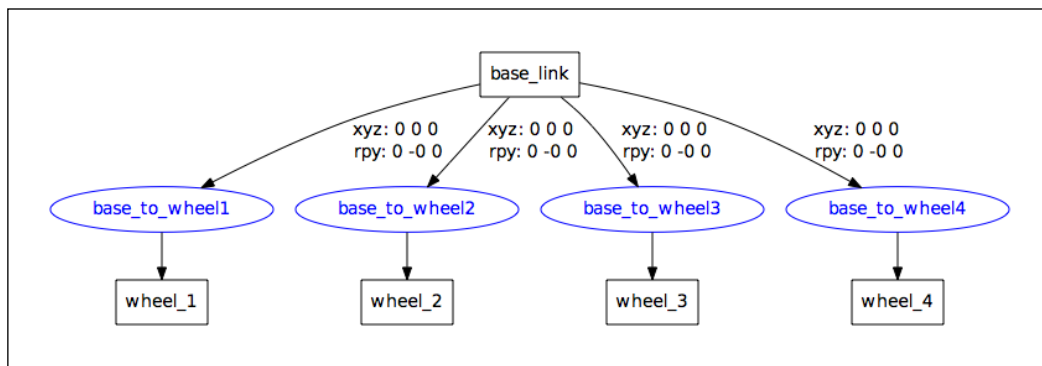 base_link
xyz: 0 0 0
rpy: 0 -0 0
xyz: 0 0 0
rpy: 0 -0 0
xyz: 0 0 0
rpy: 0 -0 0
xyz: 0 0 0
rpy: 0 -0 0
base_to_wheel1
base_to_wheel2
base_to_wheel3
base_to_wheel4
wheel_1
wheel_2
wheel_3
wheel_4